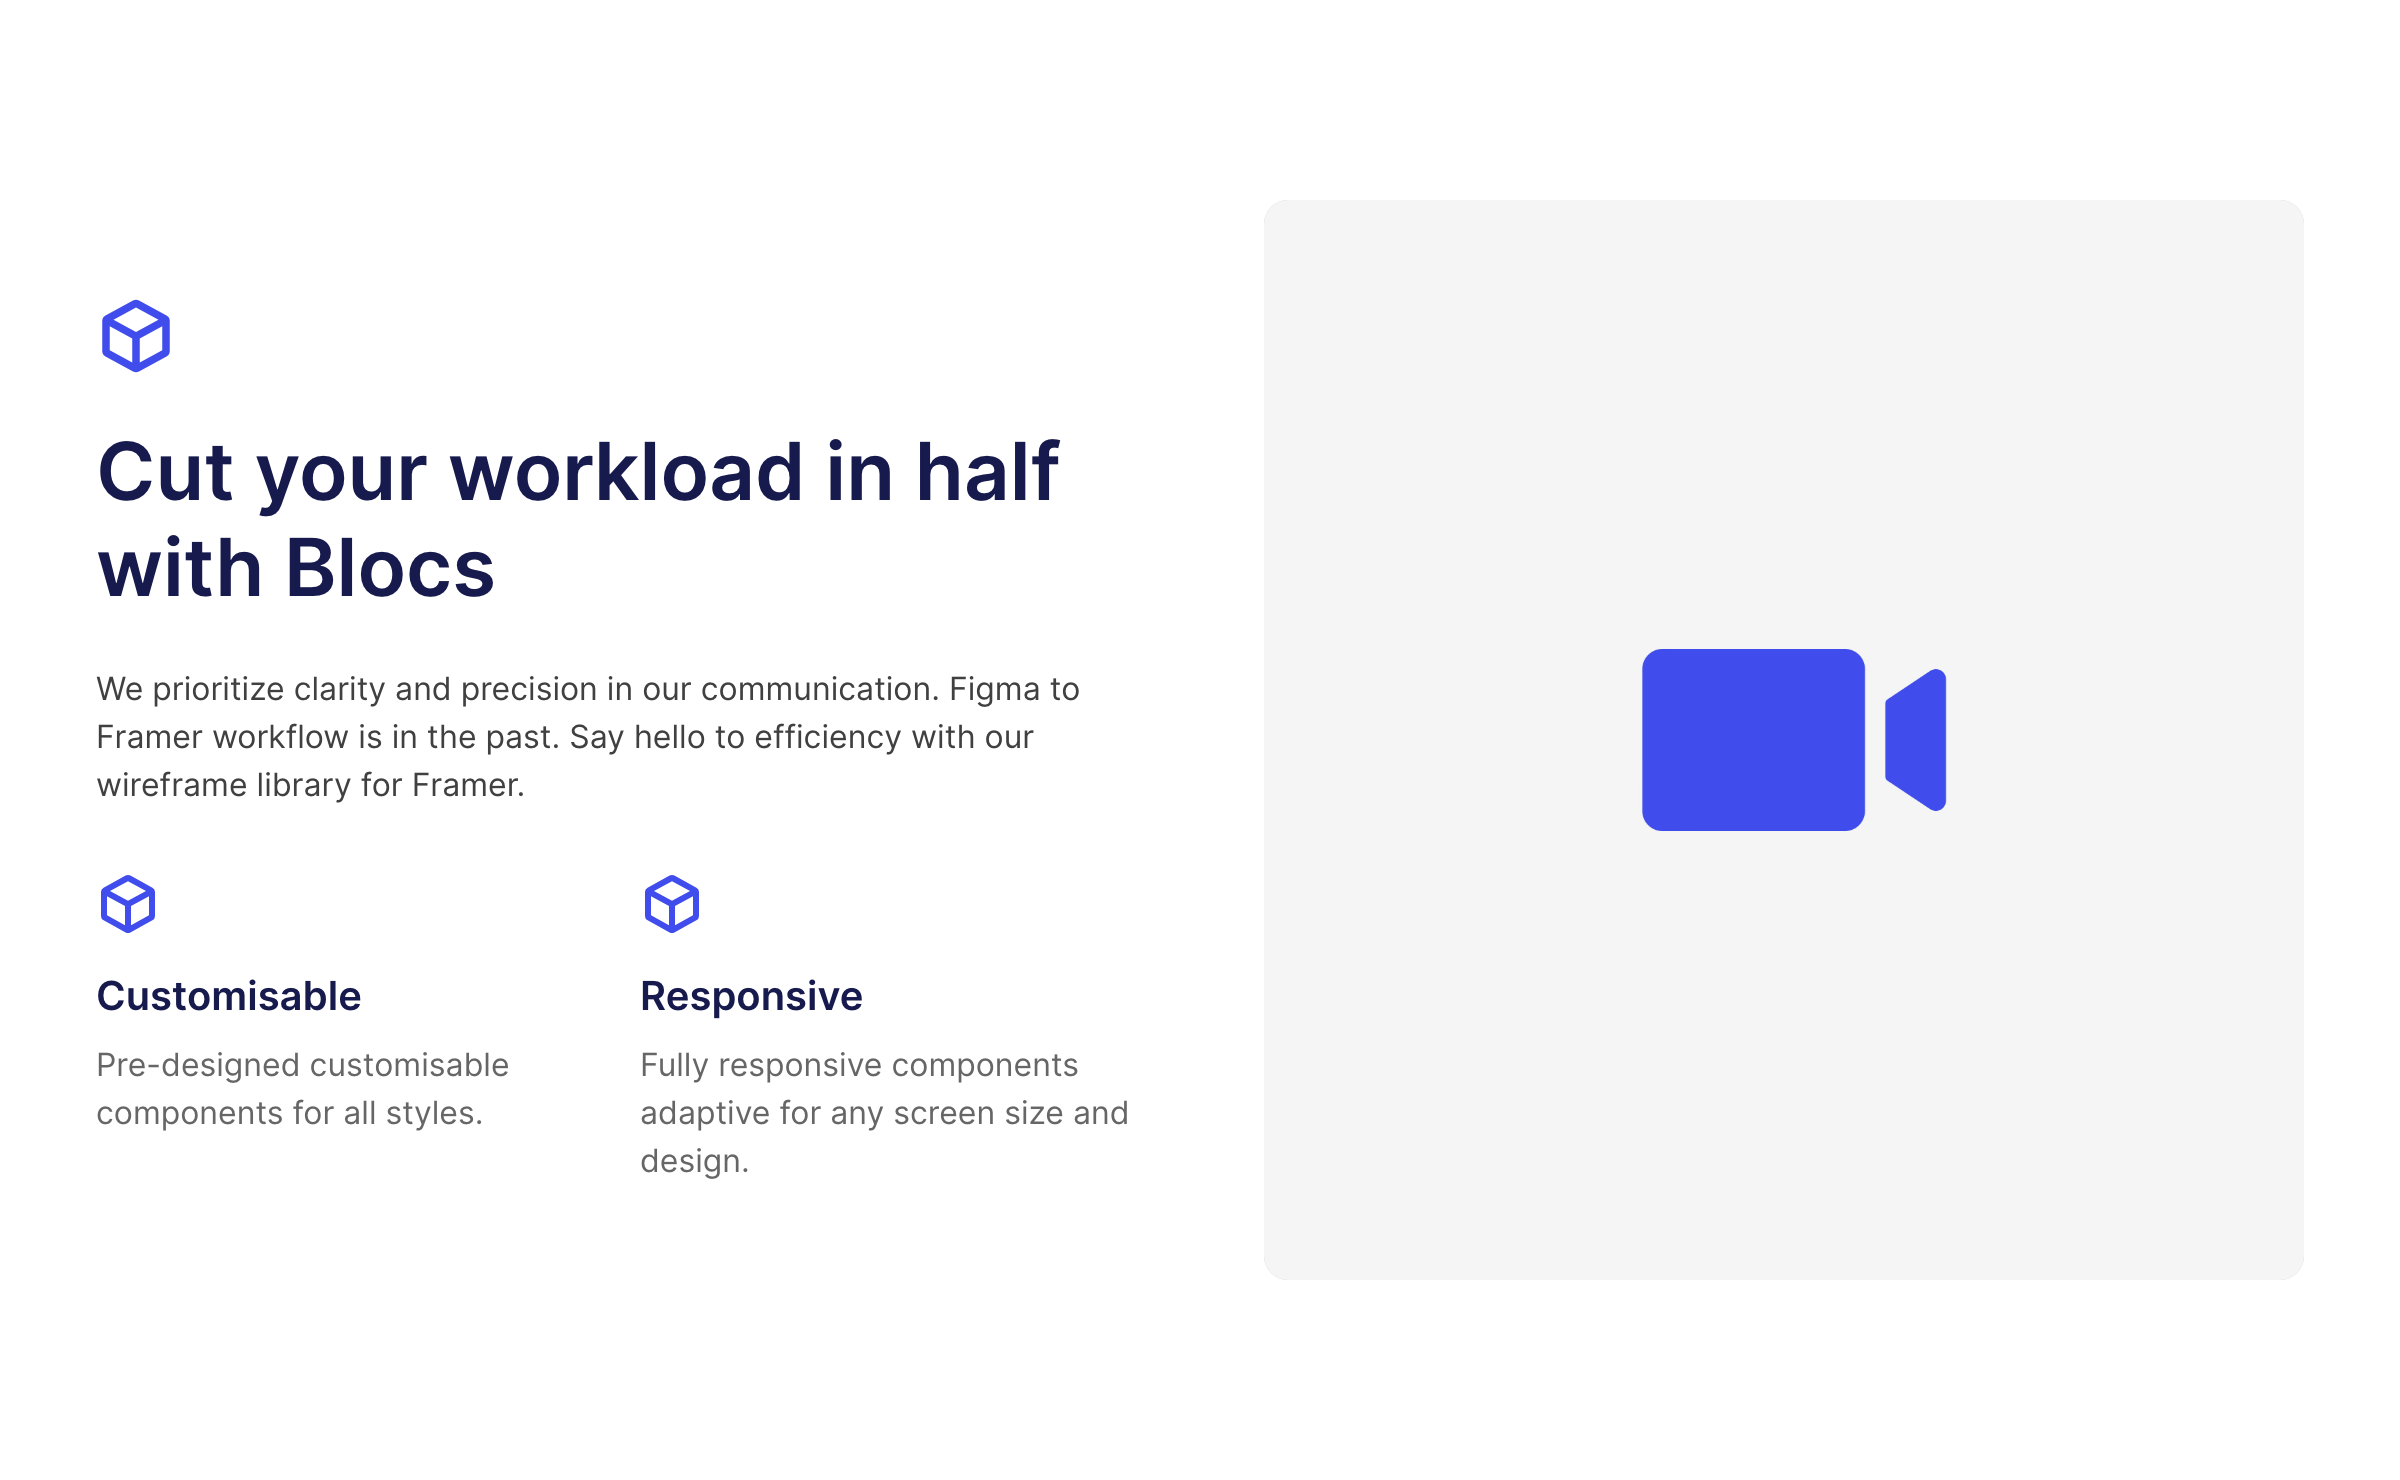 Cut your workload in half
with Blocs
We prioritize clarity and precision in our communication. Figma to
Framer workflow is in the past. Say hello to efficiency with our
wireframe library for Framer.
Customisable
Pre-designed customisable
components for all styles.
Responsive
Fully responsive components
adaptive for any screen size and
design.